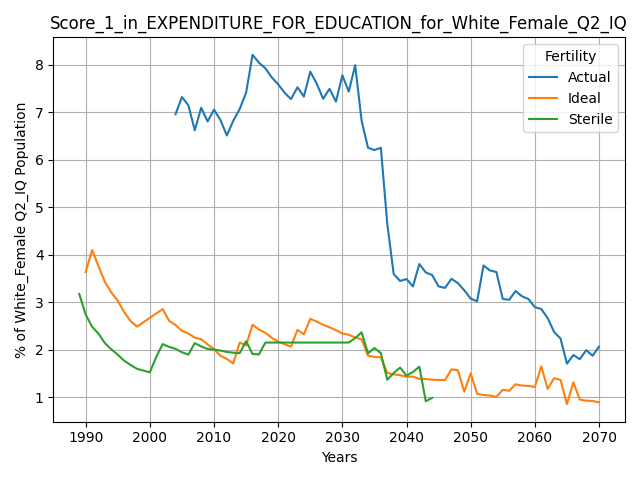 Score_1_in_EXPENDITURE_FOR_EDUCATION_for_White_Female_Q2_IQ
% of White_Female Q2_IQ Population
8
7
6
5
4
3
2
1
Fertility
Actual
Ideal
Sterile
1990 2000 2010 2020 2030 2040 2050 2060 2070
Years